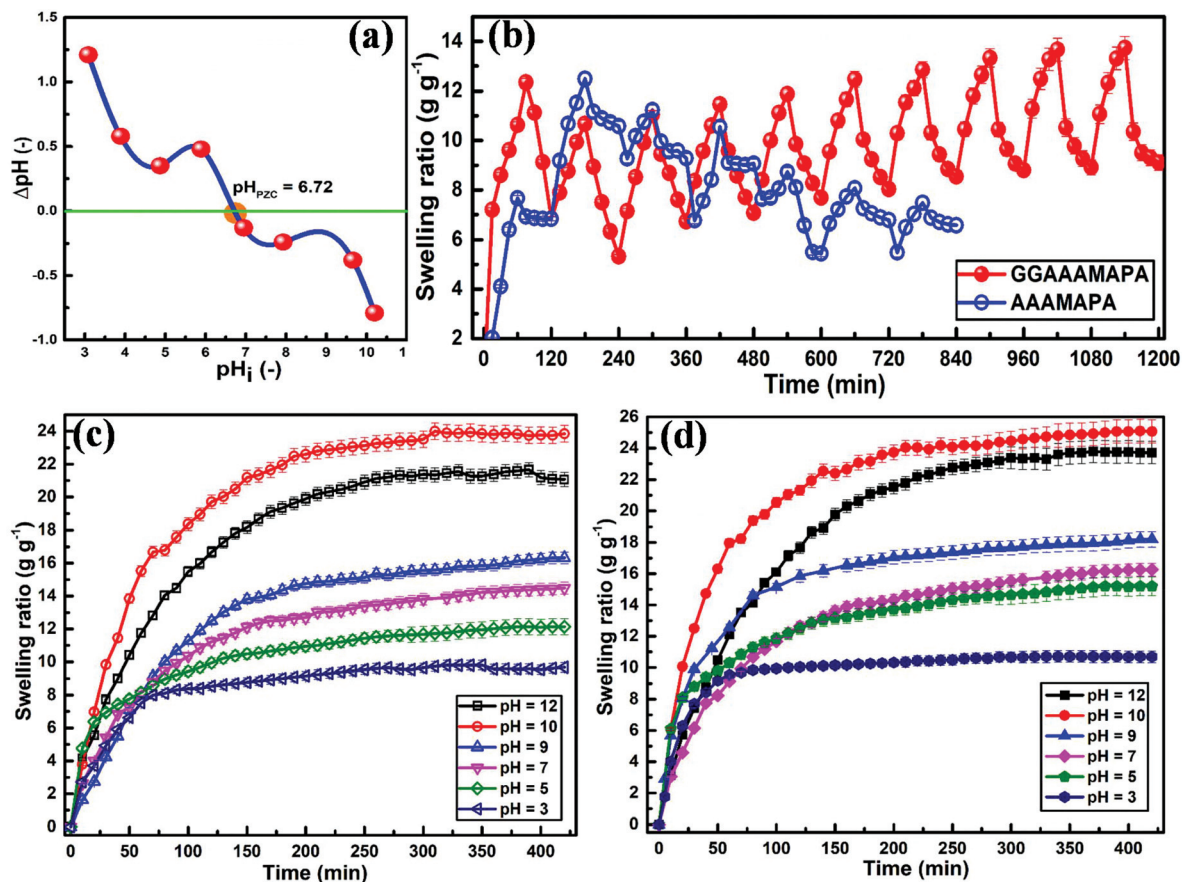 (a)
1.5
1.0
0.5
0.0
-0.5
-1.0
ΔpH (-)
pH_PZC = 6.72
3 4 5 6 7 8 9 10 1
pH_i (-)
(b)
14
12
10
8
6
4
2
Swelling ratio (g g⁻¹)
GGAAAMAPA
AAAMAPA
0 120 240 360 480 600 720 840 960 1080 1200
Time (min)
(c)
24
22
20
18
16
14
12
10
8
6
4
2
0
Swelling ratio (g g⁻¹)
pH = 12
pH = 10
pH = 9
pH = 7
pH = 5
pH = 3
0 50 100 150 200 250 300 350 400
Time (min)
(d)
26
24
22
20
18
16
14
12
10
8
6
4
2
0
Swelling ratio (g g⁻¹)
pH = 12
pH = 10
pH = 9
pH = 7
pH = 5
pH = 3
0 50 100 150 200 250 300 350 400
Time (min)